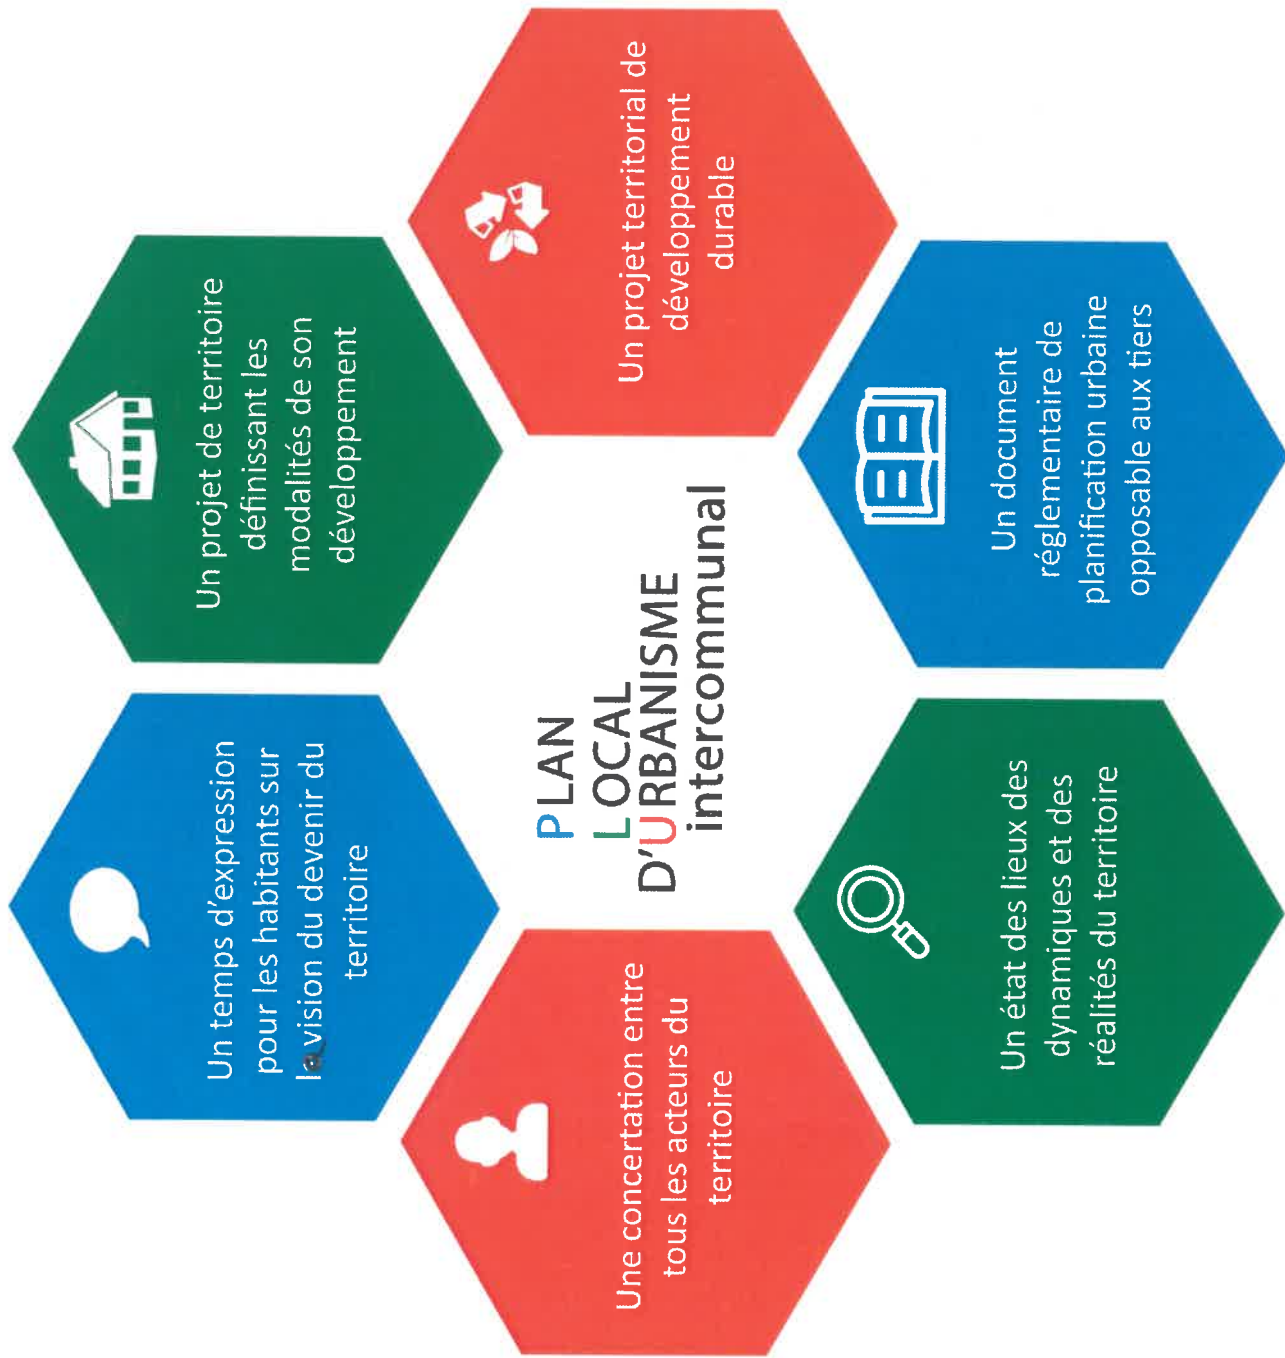 Un temps d'expression
pour les habitants sur
la vision du devenir du
territoire
Un projet de territoire
définissant les
modalités de son
développement
Une concertation entre
tous les acteurs du
territoire
PLAN
LOCAL
D'URBANISME
intercommunal
Un projet territorial de
développement
durable
Un état des lieux des
dynamiques et des
réalités du territoire
Un document
réglementaire de
planification urbaine
opposable aux tiers